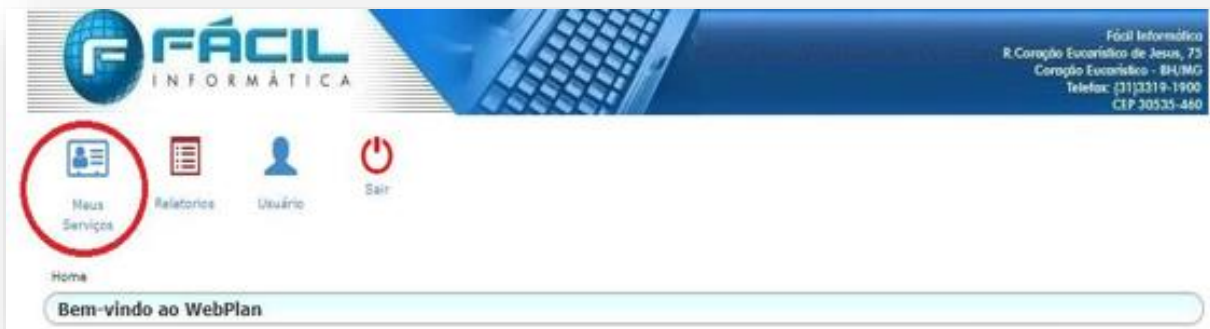 FÁCIL
INFORMÁTICA
Fácil Informática
R.Coração Eucarístico de Jesus, 75
Coração Eucarístico - BH/MG
Telefax: (31)3319-1900
CEP 30535-460
Meus
Serviços
Relatorios
Usuário
Sair
Home
Bem-vindo ao WebPlan